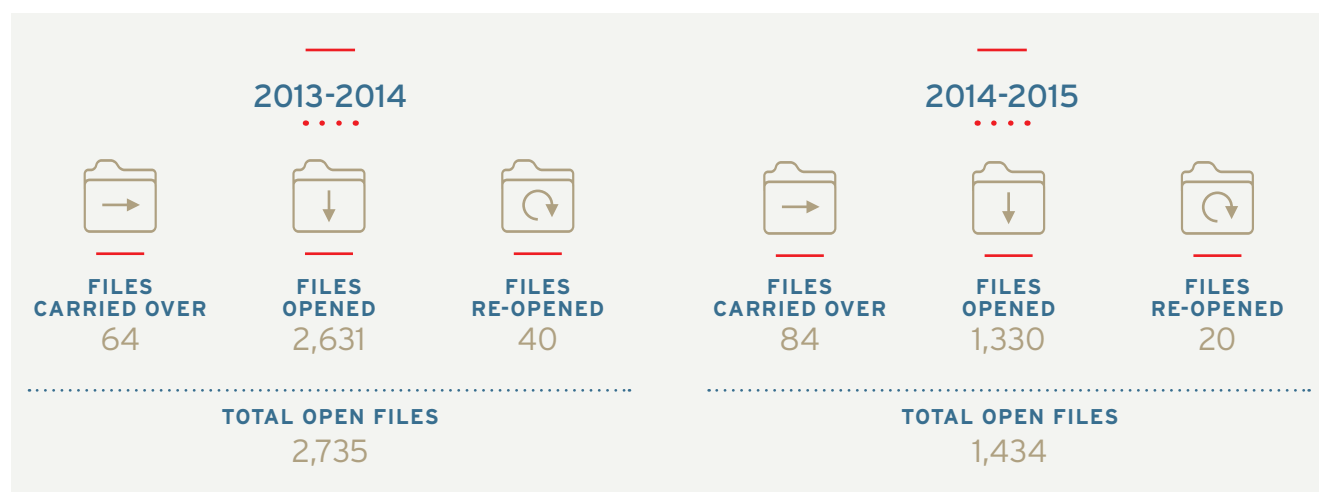 2013-2014
FILES
CARRIED OVER
64
FILES
OPENED
2,631
FILES
RE-OPENED
40
TOTAL OPEN FILES
2,735
2014-2015
FILES
CARRIED OVER
84
FILES
OPENED
1,330
FILES
RE-OPENED
20
TOTAL OPEN FILES
1,434